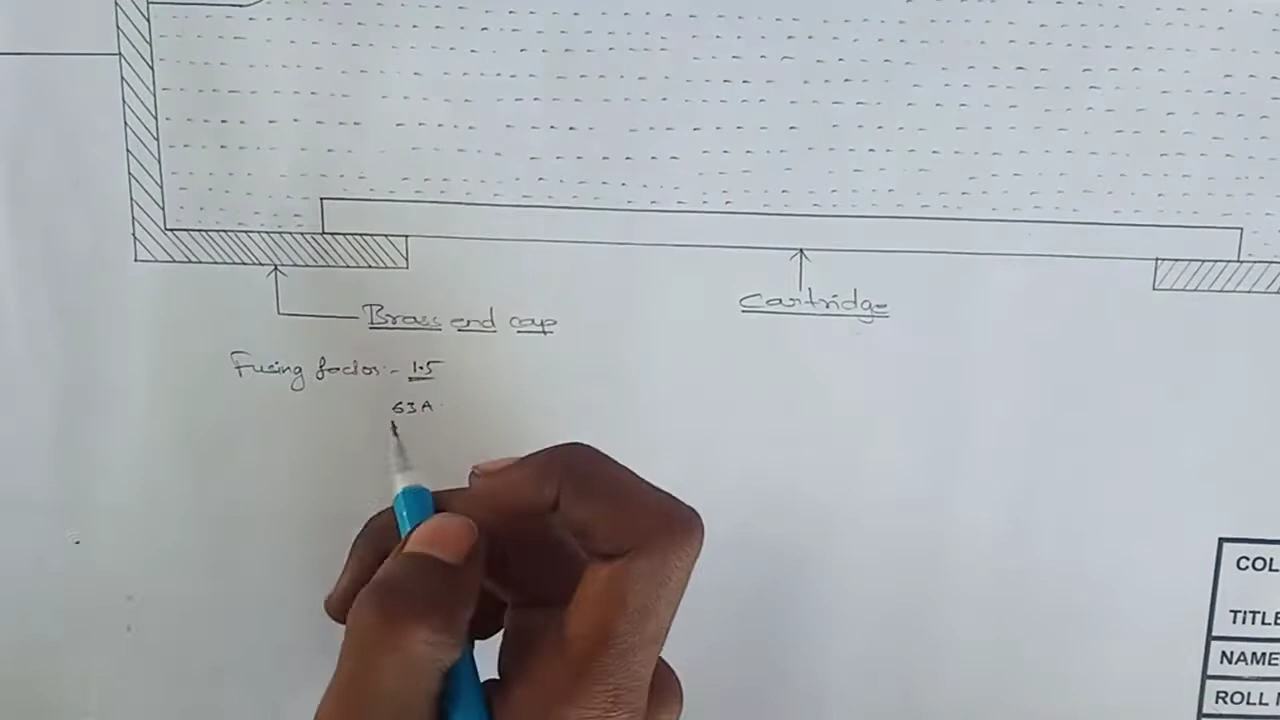 Cartridge
Brass end cap
Fusing factor:- 1.5
63A
COL
TITLE
NAME
ROLL